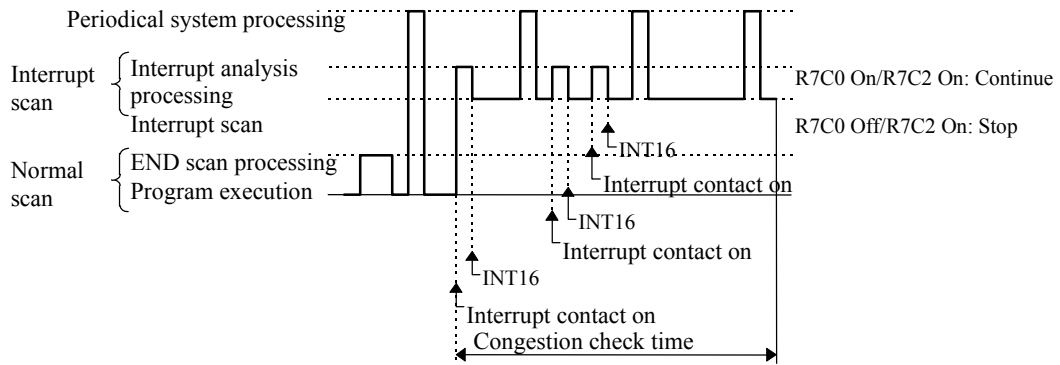 Periodical system processing
Interrupt scan
Interrupt analysis processing
Interrupt scan
R7C0 On/R7C2 On: Continue
R7C0 Off/R7C2 On: Stop
Normal scan
END scan processing
Program execution
INT16
Interrupt contact on
INT16
Interrupt contact on
INT16
Interrupt contact on
Congestion check time